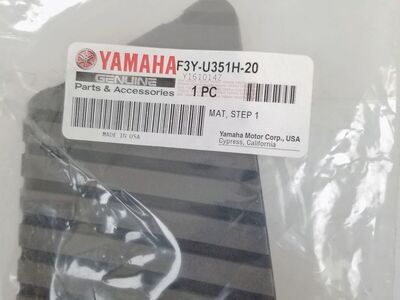 YAMAHA F3Y-U351H-20
GENUINE Y161014Z
Parts & Accessories 1 PC
MAT, STEP 1
MADE IN USA Yamaha Motor Corp., USA
Cypress, California